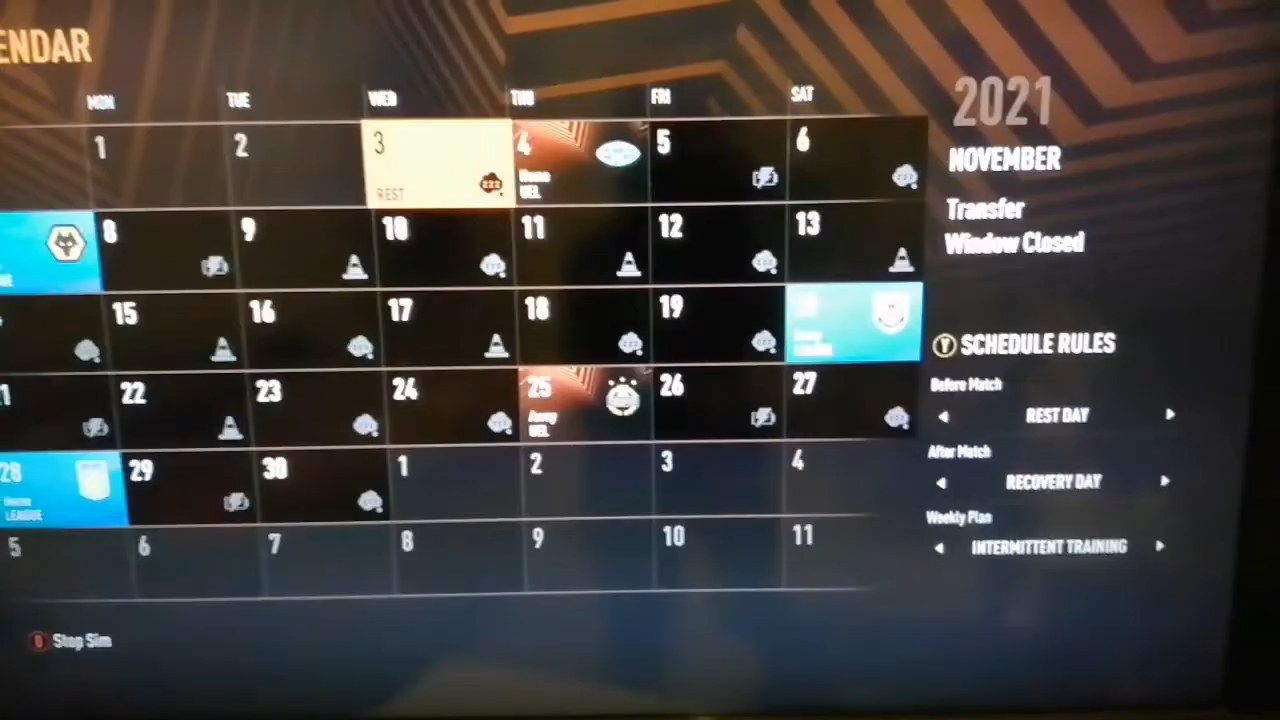 ENDAR
MON TUE WED THU FRI SAT
1 2 3 4 5 6
REST
Home
UEL
8 9 10 11 12 13
15 16 17 18 19
Away
LEAGUE
22 23 24 25 26 27
Away
UEL
28 29 30 1 2 3 4
Home
LEAGUE
5 6 7 8 9 10 11
2021
NOVEMBER
Transfer
Window Closed
Y SCHEDULE RULES
Before Match
REST DAY
After Match
RECOVERY DAY
Weekly Plan
INTERMITTENT TRAINING
B Stop Sim